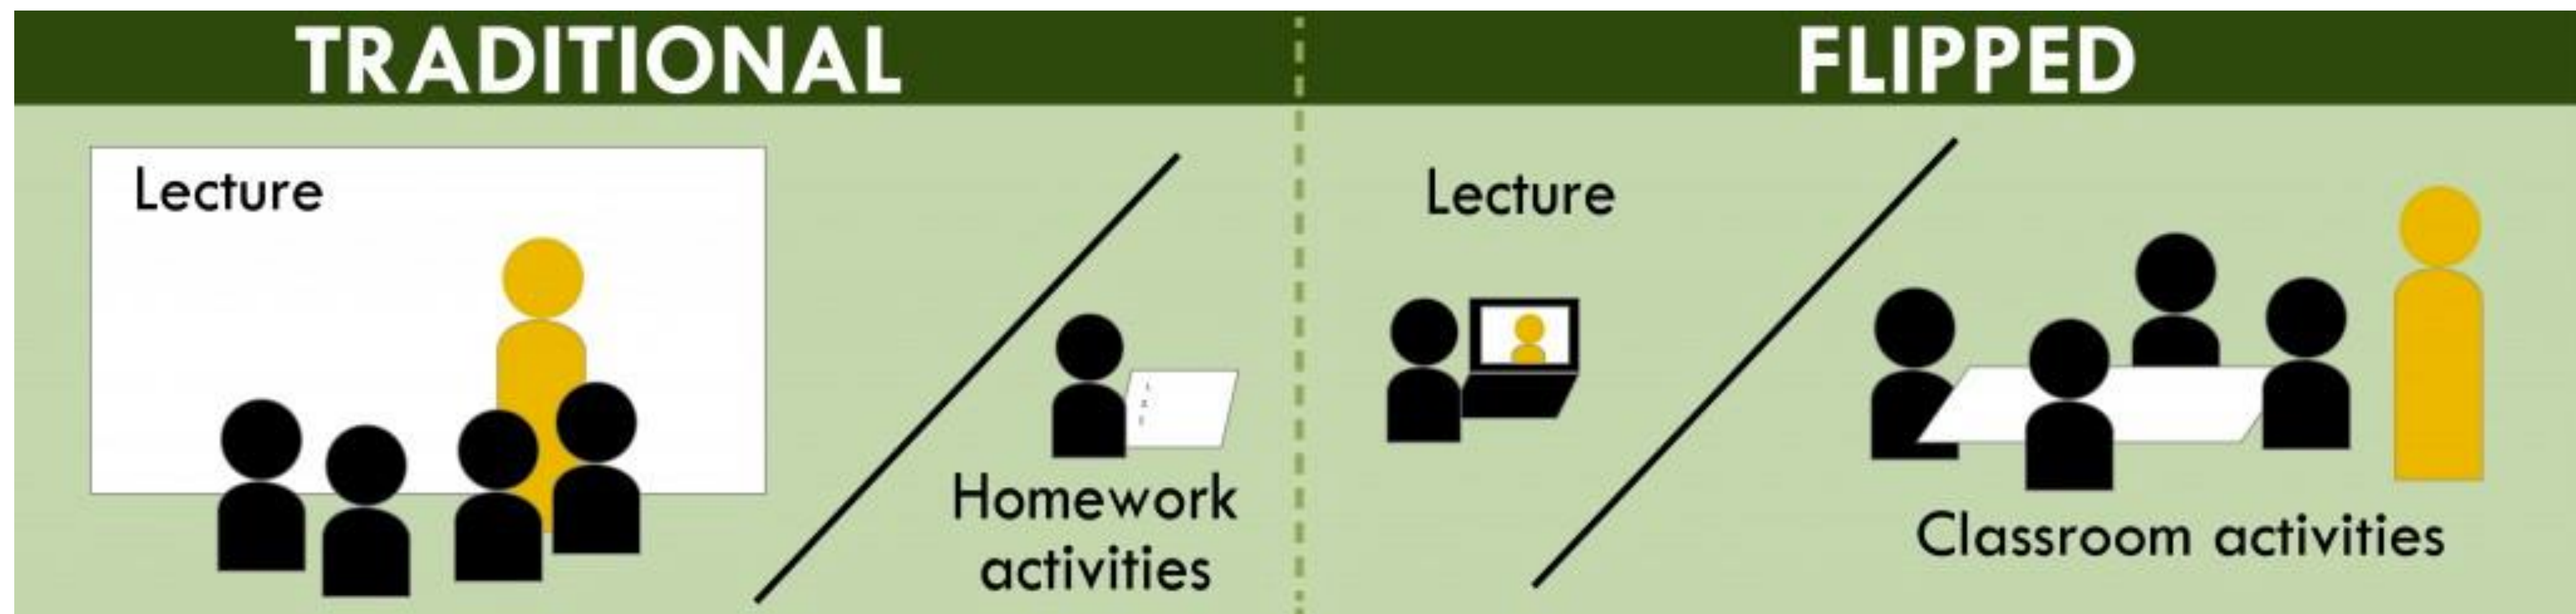 TRADITIONAL
Lecture
Homework
activities
FLIPPED
Lecture
Classroom activities